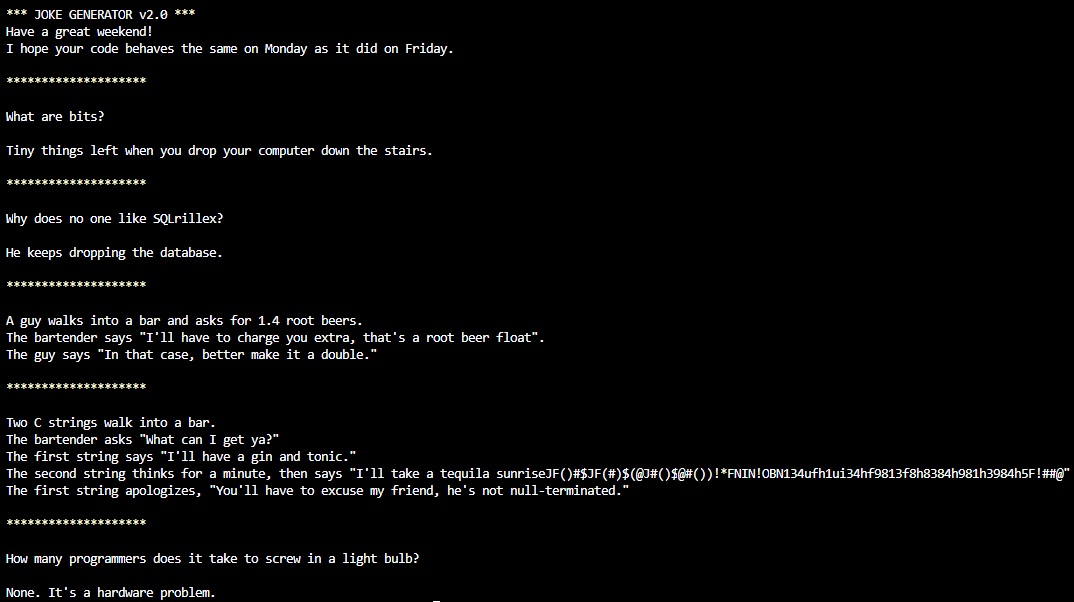 *** JOKE GENERATOR v2.0 ***
Have a great weekend!
I hope your code behaves the same on Monday as it did on Friday.
********************
What are bits?
Tiny things left when you drop your computer down the stairs.
********************
Why does no one like SQLrillex?
He keeps dropping the database.
********************
A guy walks into a bar and asks for 1.4 root beers.
The bartender says "I'll have to charge you extra, that's a root beer float".
The guy says "In that case, better make it a double."
********************
Two C strings walk into a bar.
The bartender asks "What can I get ya?"
The first string says "I'll have a gin and tonic."
The second string thinks for a minute, then says "I'll take a tequila sunriseJF()#$JF(#)$(@J#()$@#())!*FNIN!OBN134ufh1ui34hf9813f8h8384h981h3984h5F!##@"
The first string apologizes, "You'll have to excuse my friend, he's not null-terminated."
********************
How many programmers does it take to screw in a light bulb?
None. It's a hardware problem.